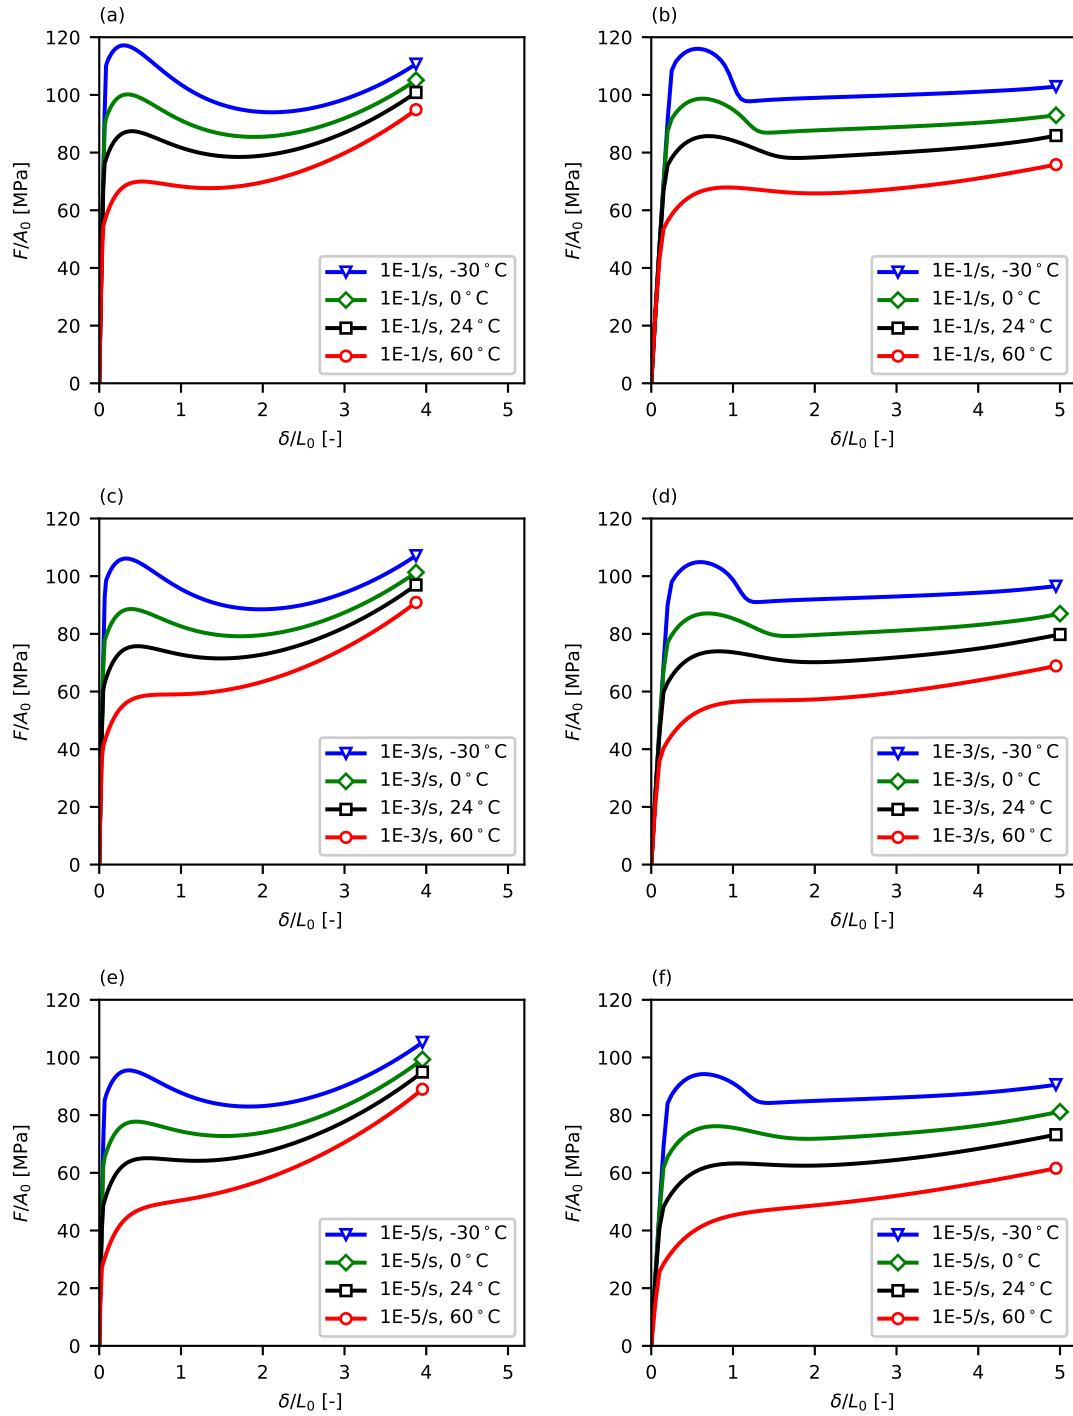 (a)
120
100
80
60
40
20
0
F/A₀ [MPa]
1E-1/s, -30°C
1E-1/s, 0°C
1E-1/s, 24°C
1E-1/s, 60°C
0 1 2 3 4 5
δ/L₀ [-]
(b)
120
100
80
60
40
20
0
F/A₀ [MPa]
1E-1/s, -30°C
1E-1/s, 0°C
1E-1/s, 24°C
1E-1/s, 60°C
0 1 2 3 4 5
δ/L₀ [-]
(c)
120
100
80
60
40
20
0
F/A₀ [MPa]
1E-3/s, -30°C
1E-3/s, 0°C
1E-3/s, 24°C
1E-3/s, 60°C
0 1 2 3 4 5
δ/L₀ [-]
(d)
120
100
80
60
40
20
0
F/A₀ [MPa]
1E-3/s, -30°C
1E-3/s, 0°C
1E-3/s, 24°C
1E-3/s, 60°C
0 1 2 3 4 5
δ/L₀ [-]
(e)
120
100
80
60
40
20
0
F/A₀ [MPa]
1E-5/s, -30°C
1E-5/s, 0°C
1E-5/s, 24°C
1E-5/s, 60°C
0 1 2 3 4 5
δ/L₀ [-]
(f)
120
100
80
60
40
20
0
F/A₀ [MPa]
1E-5/s, -30°C
1E-5/s, 0°C
1E-5/s, 24°C
1E-5/s, 60°C
0 1 2 3 4 5
δ/L₀ [-]